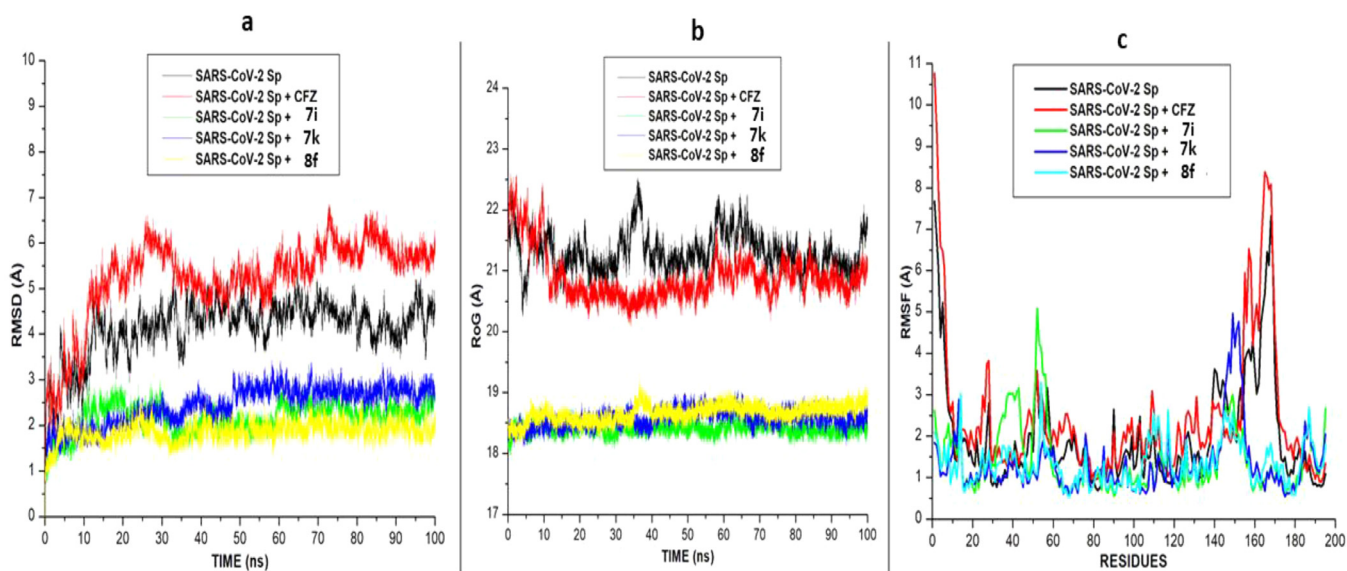 a
10
9
8
7
6
5
4
3
2
1
0
RMSD (Å)
SARS-CoV-2 Sp
SARS-CoV-2 Sp + CFZ
SARS-CoV-2 Sp + 7i
SARS-CoV-2 Sp + 7k
SARS-CoV-2 Sp + 8f
0 10 20 30 40 50 60 70 80 90 100
TIME (ns)
b
24
23
22
21
20
19
18
17
RoG (Å)
SARS-CoV-2 Sp
SARS-CoV-2 Sp + CFZ
SARS-CoV-2 Sp + 7i
SARS-CoV-2 Sp + 7k
SARS-CoV-2 Sp + 8f
0 10 20 30 40 50 60 70 80 90 100
TIME (ns)
c
11
10
9
8
7
6
5
4
3
2
1
0
RMSF (Å)
SARS-CoV-2 Sp
SARS-CoV-2 Sp + CFZ
SARS-CoV-2 Sp + 7i
SARS-CoV-2 Sp + 7k
SARS-CoV-2 Sp + 8f
0 20 40 60 80 100 120 140 160 180 200
RESIDUES